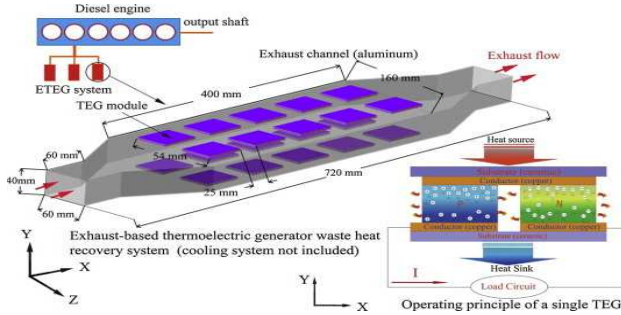 Diesel engine
output shaft
ETEG system
TEG module
Exhaust channel (aluminum)
Exhaust flow
400 mm
160 mm
54 mm
25 mm
720 mm
60 mm
40mm
60 mm
Y
X
Z
Exhaust-based thermoelectric generator waste heat
recovery system (cooling system not included)
Heat source
Substrate (ceramic)
Conductor (copper)
N
Conductor (copper)
Conductor (copper)
Substrate (ceramic)
Heat Sink
I
Load Circuit
Y
X
Operating principle of a single TEG